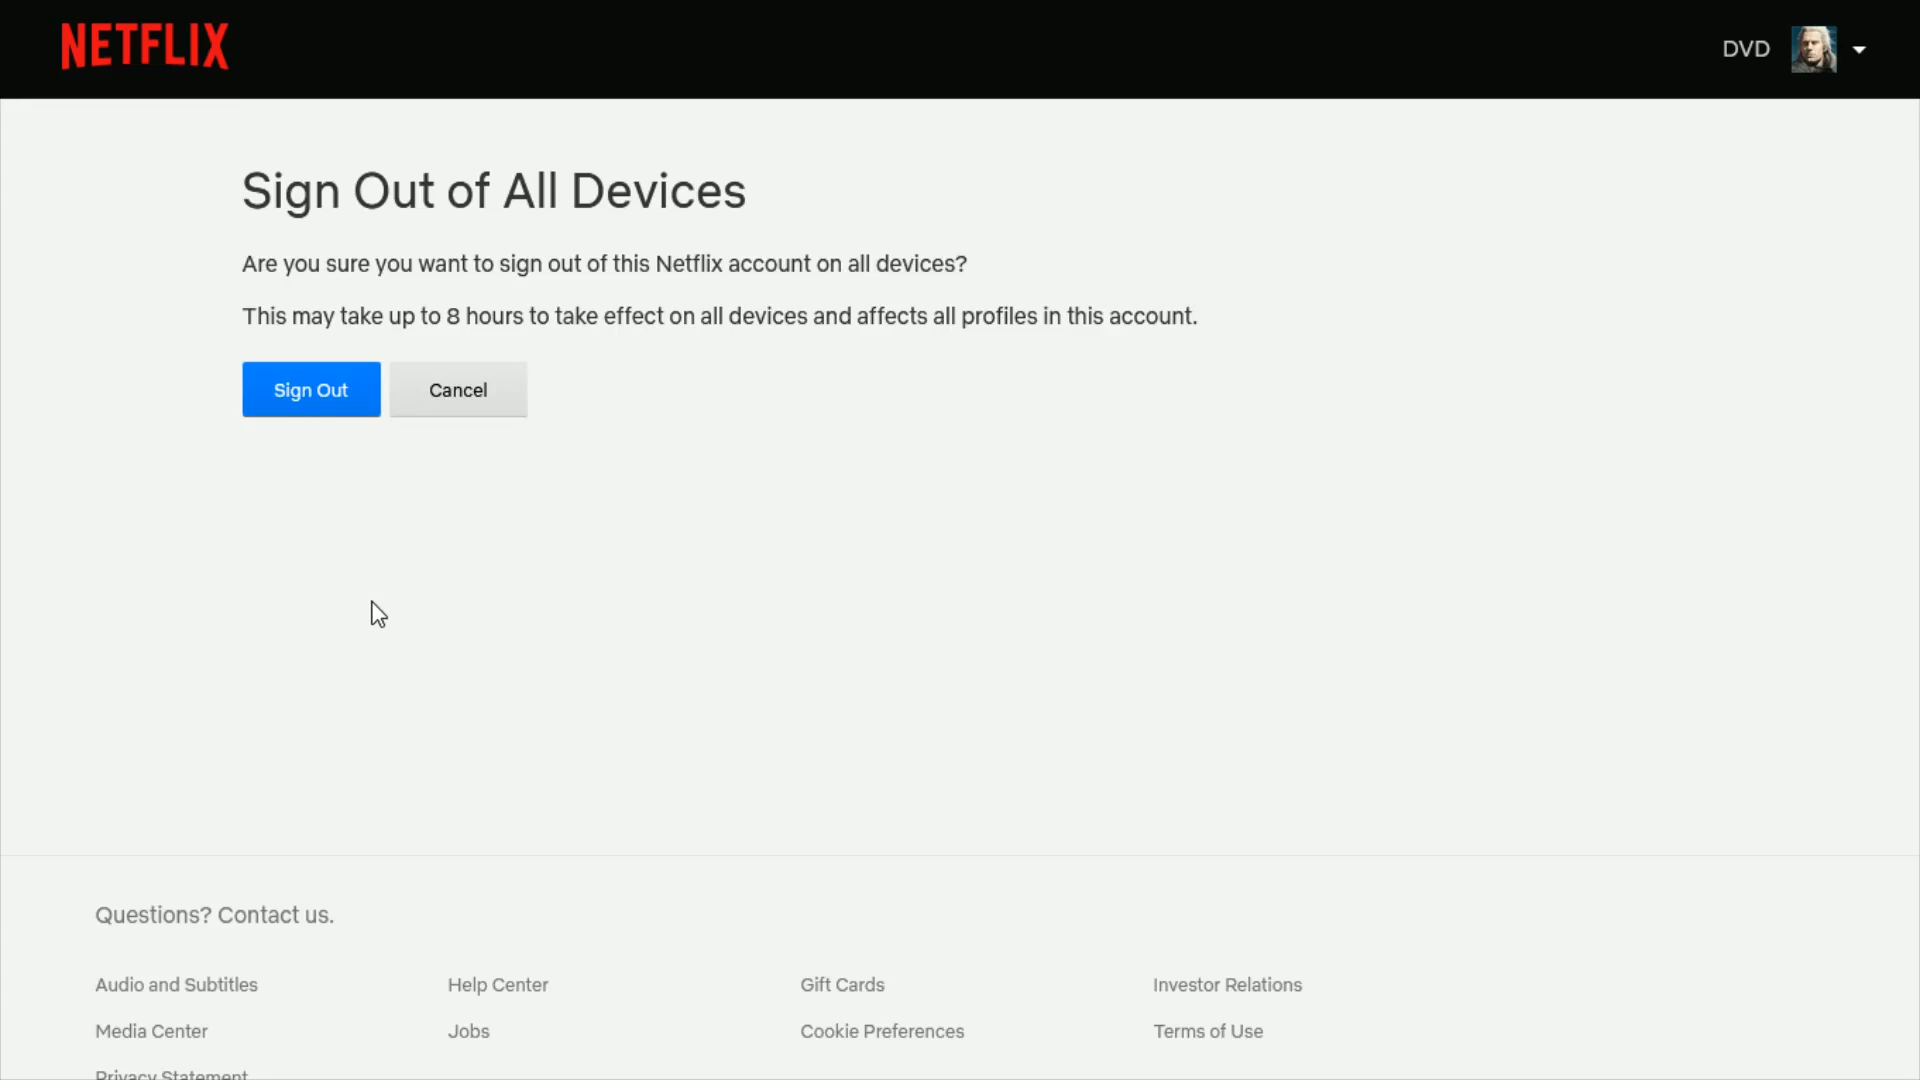 NETFLIX
DVD
Sign Out of All Devices
Are you sure you want to sign out of this Netflix account on all devices?
This may take up to 8 hours to take effect on all devices and affects all profiles in this account.
Sign Out
Cancel
Questions? Contact us.
Audio and Subtitles
Help Center
Gift Cards
Investor Relations
Media Center
Jobs
Cookie Preferences
Terms of Use
Privacy Statement